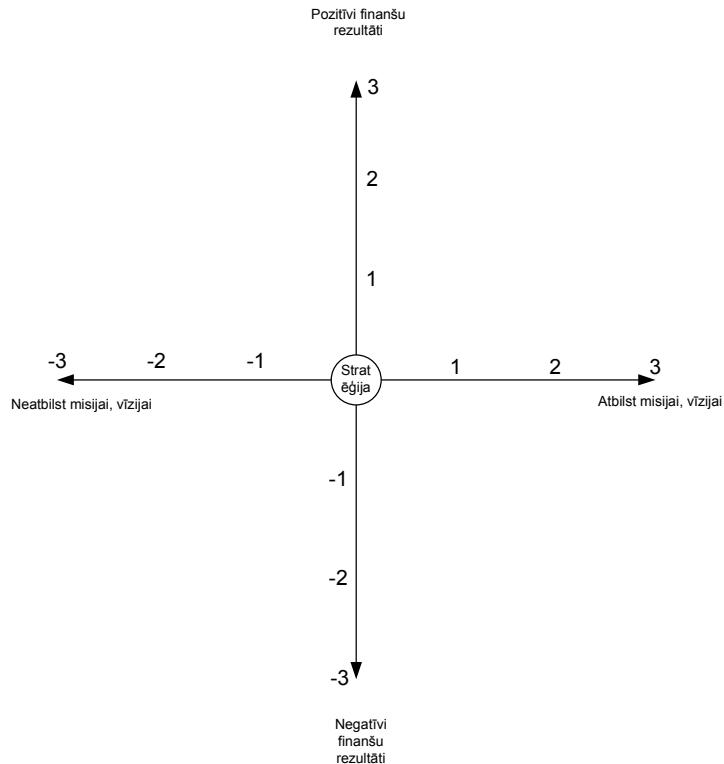 Pozitīvi finanšu
rezultāti
3
2
1
-3
-2
-1
Strat
ēģija
1
2
3
Neatbilst misijai, vīzijai
Atbilst misijai, vīzijai
-1
-2
-3
Negatīvi
finanšu
rezultāti